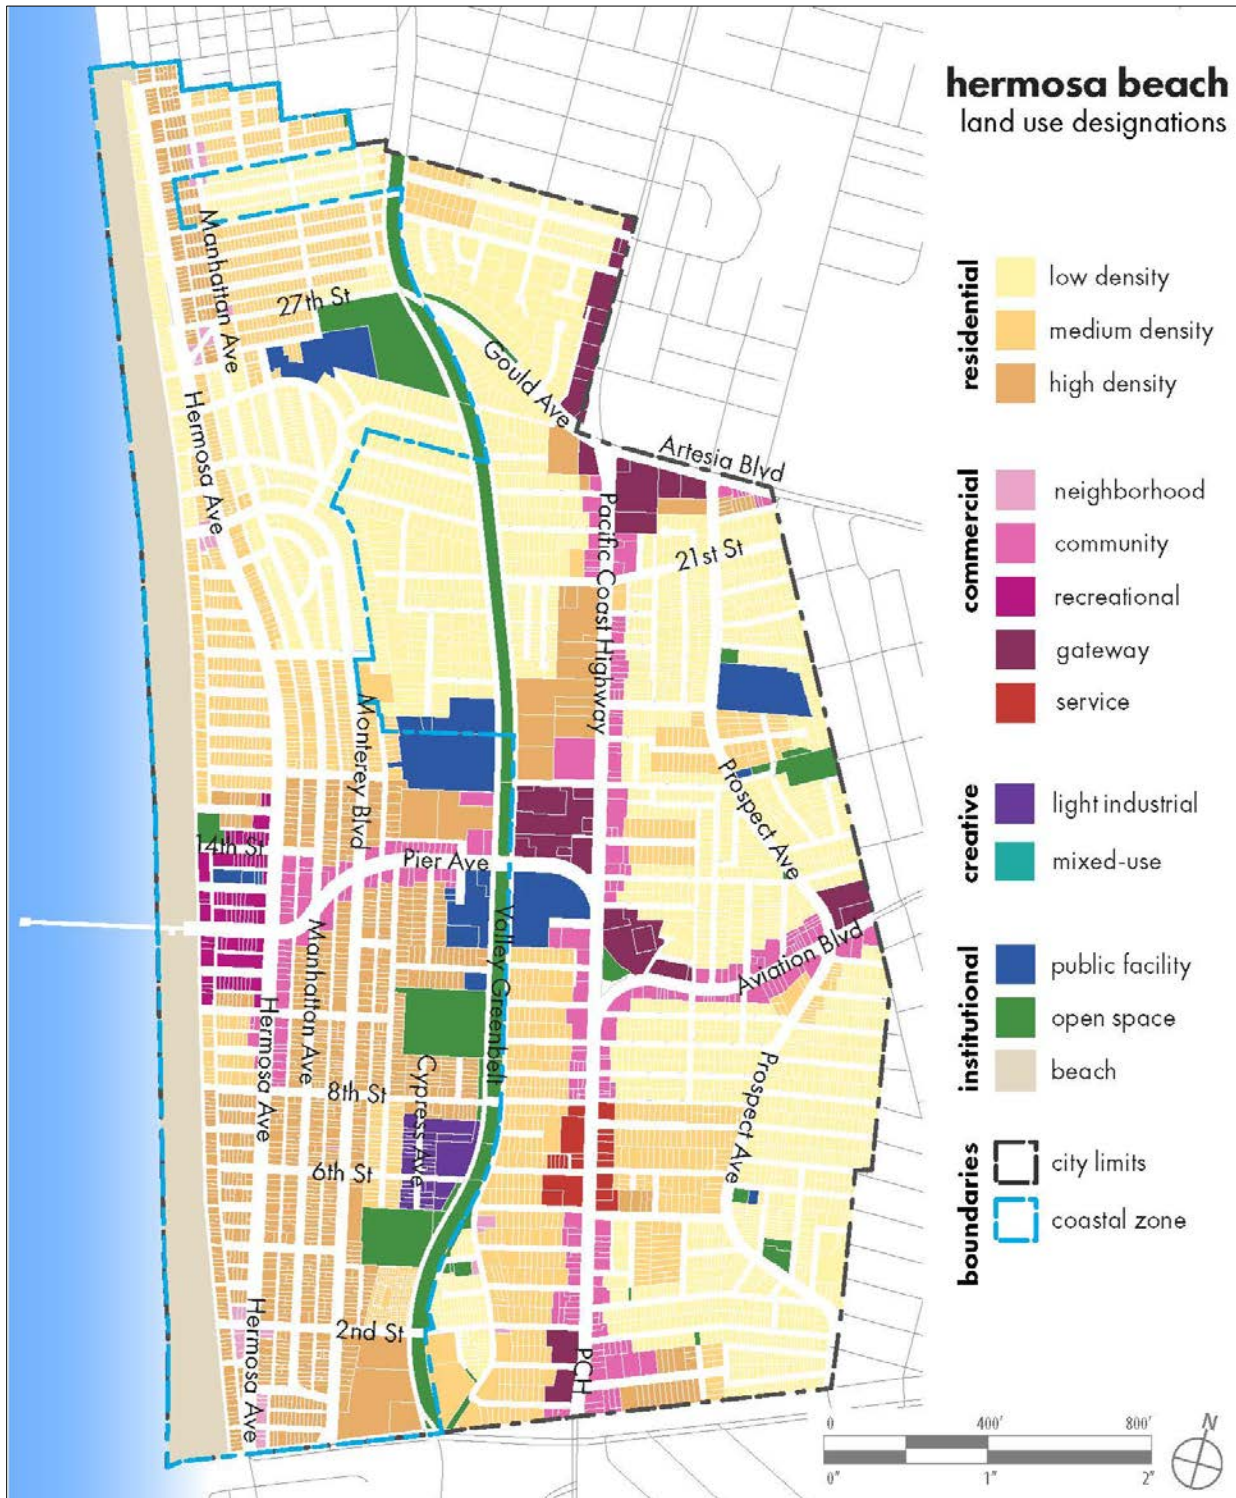 hermosa beach
land use designations
residential
low density
medium density
high density
commercial
neighborhood
community
recreational
gateway
service
creative
light industrial
mixed-use
institutional
public facility
open space
beach
boundaries
city limits
coastal zone
Manhattan Ave
27th St
Gould Ave
Hermosa Ave
Artesia Blvd
Pacific Coast Highway
21st St
Monterey Blvd
Prospect Ave
14th St
Pier Ave
Valley Greenbelt
Manhattan Ave
Aviation Blvd
Hermosa Ave
Cypress Ave
8th St
Prospect Ave
6th St
Hermosa Ave
2nd St
PCH
0 400' 800'
0" 1" 2"
N